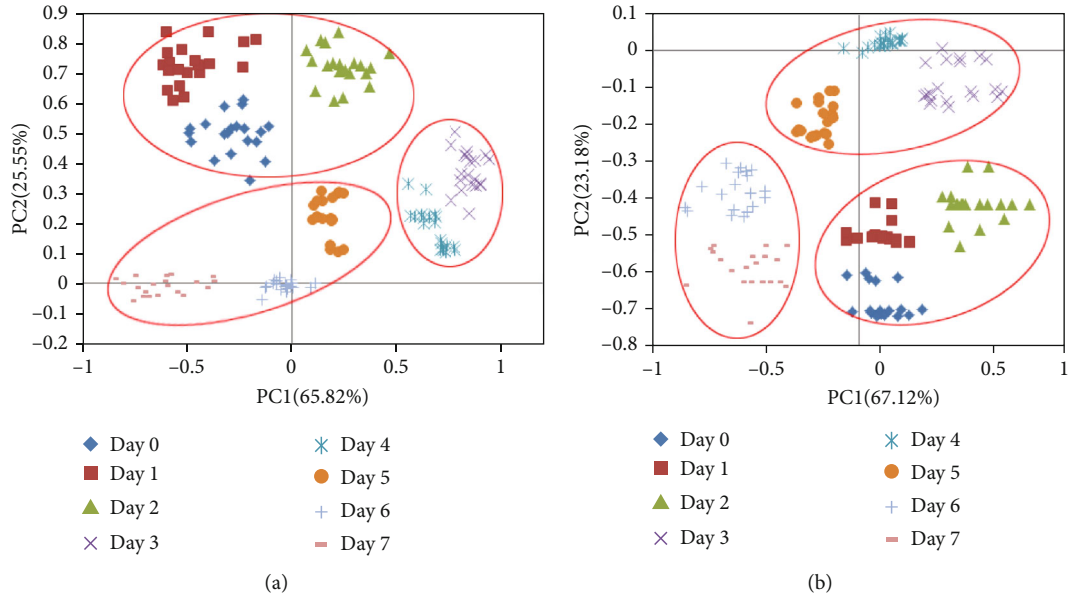 0.9
0.8
0.7
0.6
0.5
0.4
0.3
0.2
0.1
0
–0.1
–0.2
PC2(25.55%)
–1
–0.5
0
0.5
1
PC1(65.82%)
Day 0
Day 1
Day 2
Day 3
Day 4
Day 5
Day 6
Day 7
(a)
0.1
0
–0.1
–0.2
–0.3
–0.4
–0.5
–0.6
–0.7
–0.8
PC2(23.18%)
–1
–0.5
0
0.5
1
PC1(67.12%)
Day 0
Day 1
Day 2
Day 3
Day 4
Day 5
Day 6
Day 7
(b)